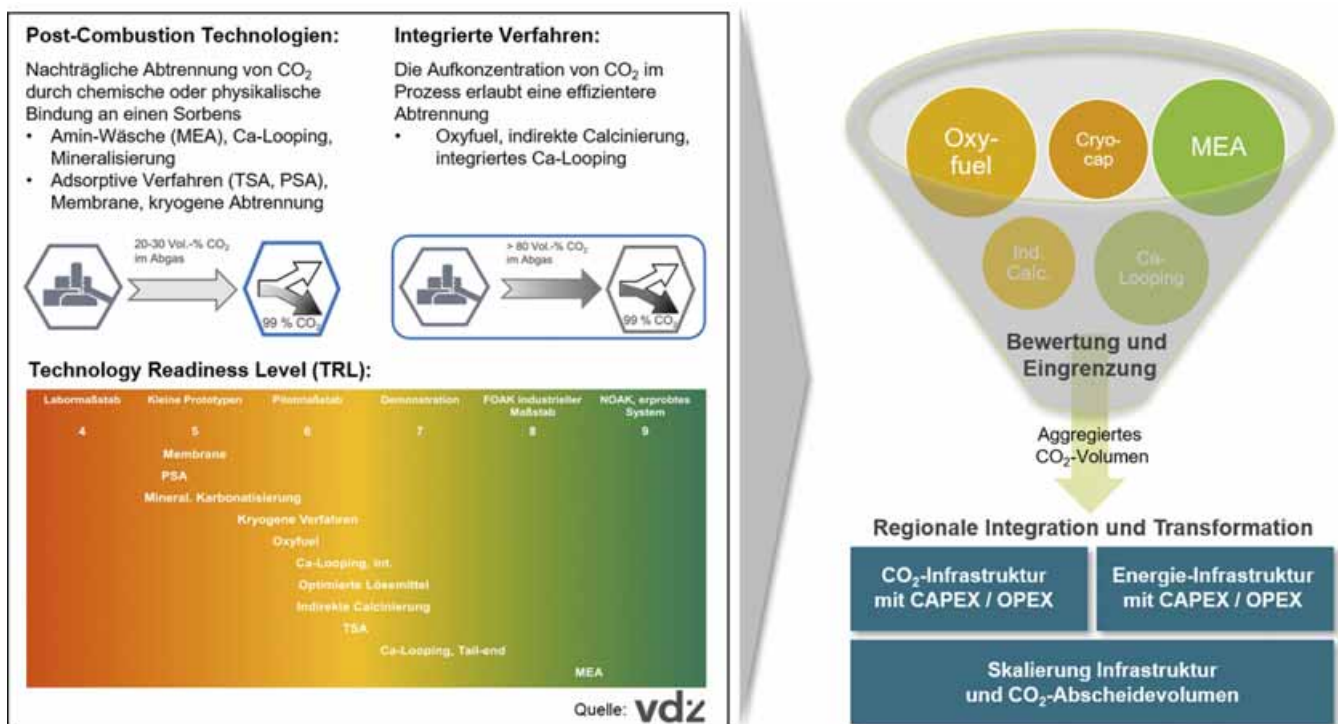 Post-Combustion Technologien:
Nachträgliche Abtrennung von CO₂
durch chemische oder physikalische
Bindung an einen Sorbens
• Amin-Wäsche (MEA), Ca-Looping,
Mineralisierung
• Adsorptive Verfahren (TSA, PSA),
Membrane, kryogene Abtrennung
20-30 Vol.-% CO₂
im Abgas
99 % CO₂
Integrierte Verfahren:
Die Aufkonzentration von CO₂ im
Prozess erlaubt eine effizientere
Abtrennung
• Oxyfuel, indirekte Calcinierung,
integriertes Ca-Looping
> 80 Vol.-% CO₂
im Abgas
99 % CO₂
Technology Readiness Level (TRL):
Labormaßstab Kleine Prototypen Pilotmaßstab Demonstration FOAK industrieller Maßstab NOAK, erprobtes System
4 5 6 7 8 9
Membrane
PSA
Mineral. Karbonatisierung
Kryogene Verfahren
Oxyfuel
Ca-Looping, int.
Optimierte Lösemittel
Indirekte Calcinierung
TSA
Ca-Looping, Tail-end
MEA
Quelle: vdz
Oxy-
fuel
Cryo-
cap
MEA
Ind.
Calc.
Ca-
Looping
Bewertung und
Eingrenzung
Aggregiertes
CO₂-Volumen
Regionale Integration und Transformation
CO₂-Infrastruktur
mit CAPEX / OPEX
Energie-Infrastruktur
mit CAPEX / OPEX
Skalierung Infrastruktur
und CO₂-Abscheidevolumen